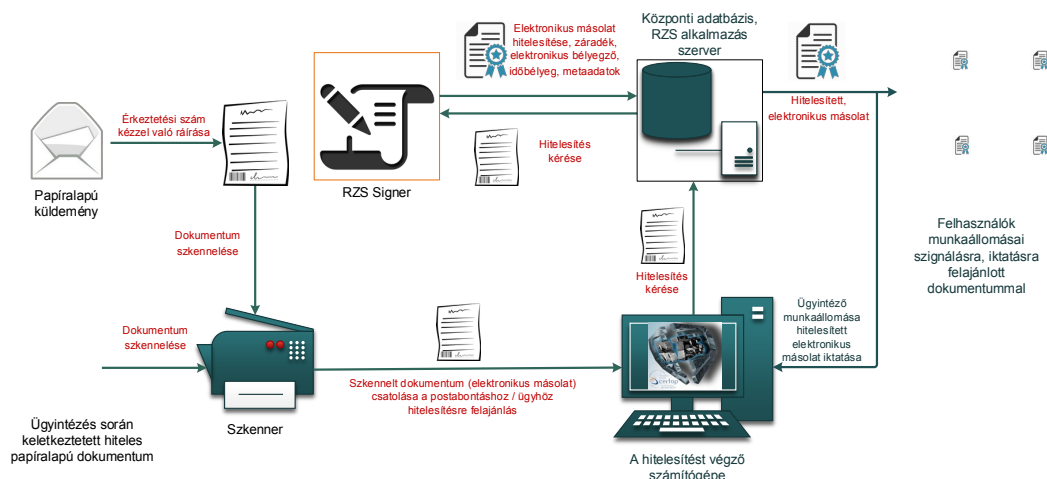 Központi adatbázis,
RZS alkalmazás
szerver
Elektronikus másolat
hitelesítése, záradék,
elektronikus bélyegző,
időbélyeg, metaadatok
Hitelesített,
elektronikus másolat
Érkeztetési szám
kézzel való ráírása
Hitelesítés
kérése
RZS Signer
Papíralapú
küldemény
Dokumentum
szkennelése
Hitelesítés
kérése
Felhasználók
munkaállomásai
szignálásra, iktatásra
felajánlott
dokumentummal
Ügyintéző
munkaállomása
hitelesített
elektronikus
másolat iktatása
Dokumentum
szkennelése
certop
Szkennelt dokumentum (elektronikus másolat)
csatolása a postabontáshoz / ügyhöz
hitelesítésre felajánlás
Szkenner
Ügyintézés során
keletkeztetett hiteles
papíralapú dokumentum
A hitelesítést végző
számítógépe